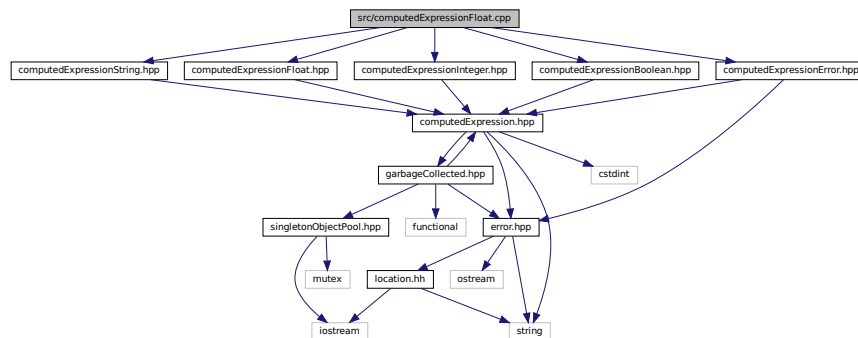 src/computedExpressionFloat.cpp
computedExpressionString.hpp
computedExpressionFloat.hpp
computedExpressionInteger.hpp
computedExpressionBoolean.hpp
computedExpressionError.hpp
computedExpression.hpp
garbageCollected.hpp
cstdint
singletonObjectPool.hpp
functional
error.hpp
mutex
location.hh
ostream
iostream
string